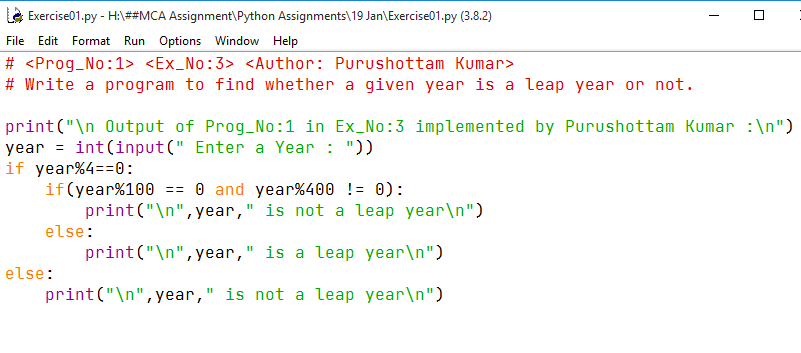 Exercise01.py - H:\##MCA Assignment\Python Assignments\19 Jan\Exercise01.py (3.8.2)
File Edit Format Run Options Window Help
# <Prog_No:1> <Ex_No:3> <Author: Purushottam Kumar>
# Write a program to find whether a given year is a leap year or not.
print("\n Output of Prog_No:1 in Ex_No:3 implemented by Purushottam Kumar :\n")
year = int(input(" Enter a Year : "))
if year%4==0:
    if(year%100 == 0 and year%400 != 0):
        print("\n",year," is not a leap year\n")
    else:
        print("\n",year," is a leap year\n")
else:
    print("\n",year," is not a leap year\n")